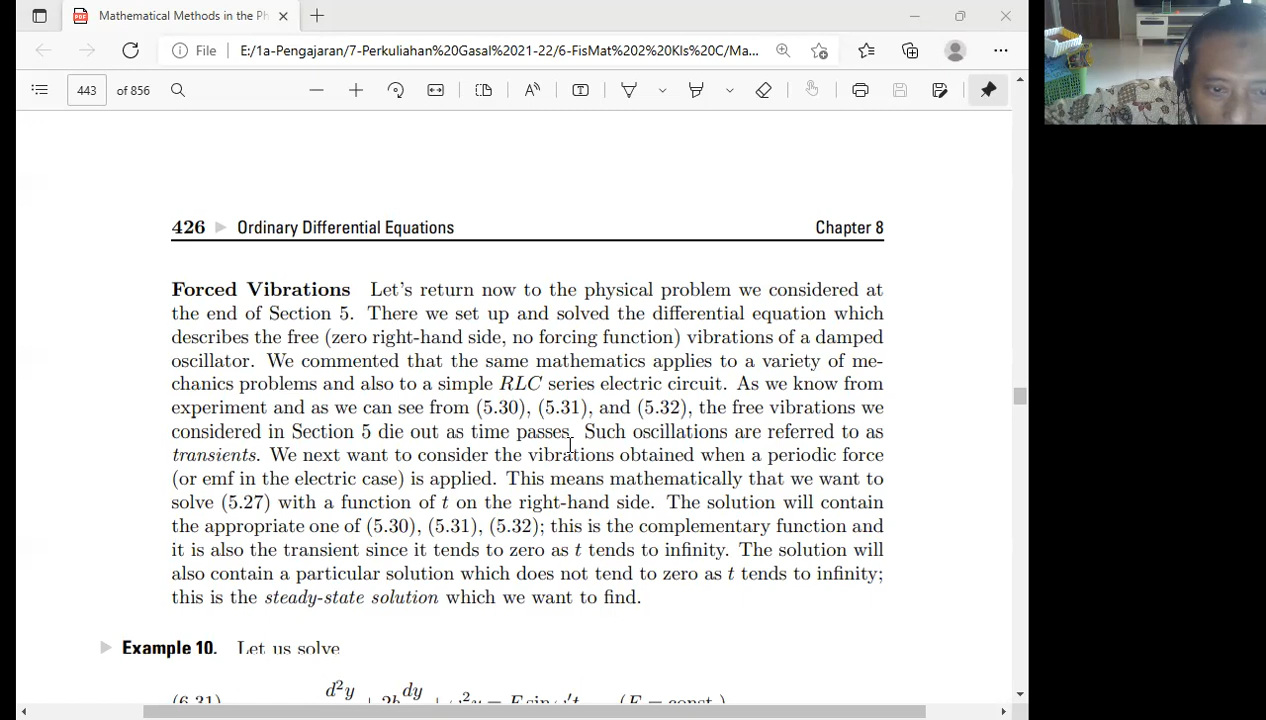 Mathematical Methods in the Ph
File E:/1a-Pengajaran/7-Perkuliahan%20Gasal%202021-22/6-FisMat%202%20Kls%20C/Ma...
443 of 856
426 Ordinary Differential Equations Chapter 8
Forced Vibrations Let's return now to the physical problem we considered at
the end of Section 5. There we set up and solved the differential equation which
describes the free (zero right-hand side, no forcing function) vibrations of a damped
oscillator. We commented that the same mathematics applies to a variety of me-
chanics problems and also to a simple RLC series electric circuit. As we know from
experiment and as we can see from (5.30), (5.31), and (5.32), the free vibrations we
considered in Section 5 die out as time passes. Such oscillations are referred to as
transients. We next want to consider the vibrations obtained when a periodic force
(or emf in the electric case) is applied. This means mathematically that we want to
solve (5.27) with a function of t on the right-hand side. The solution will contain
the appropriate one of (5.30), (5.31), (5.32); this is the complementary function and
it is also the transient since it tends to zero as t tends to infinity. The solution will
also contain a particular solution which does not tend to zero as t tends to infinity;
this is the steady-state solution which we want to find.
Example 10. Let us solve
(6.31) d²y + 2b dy + ω²y = F sin ω′t (F = const.)